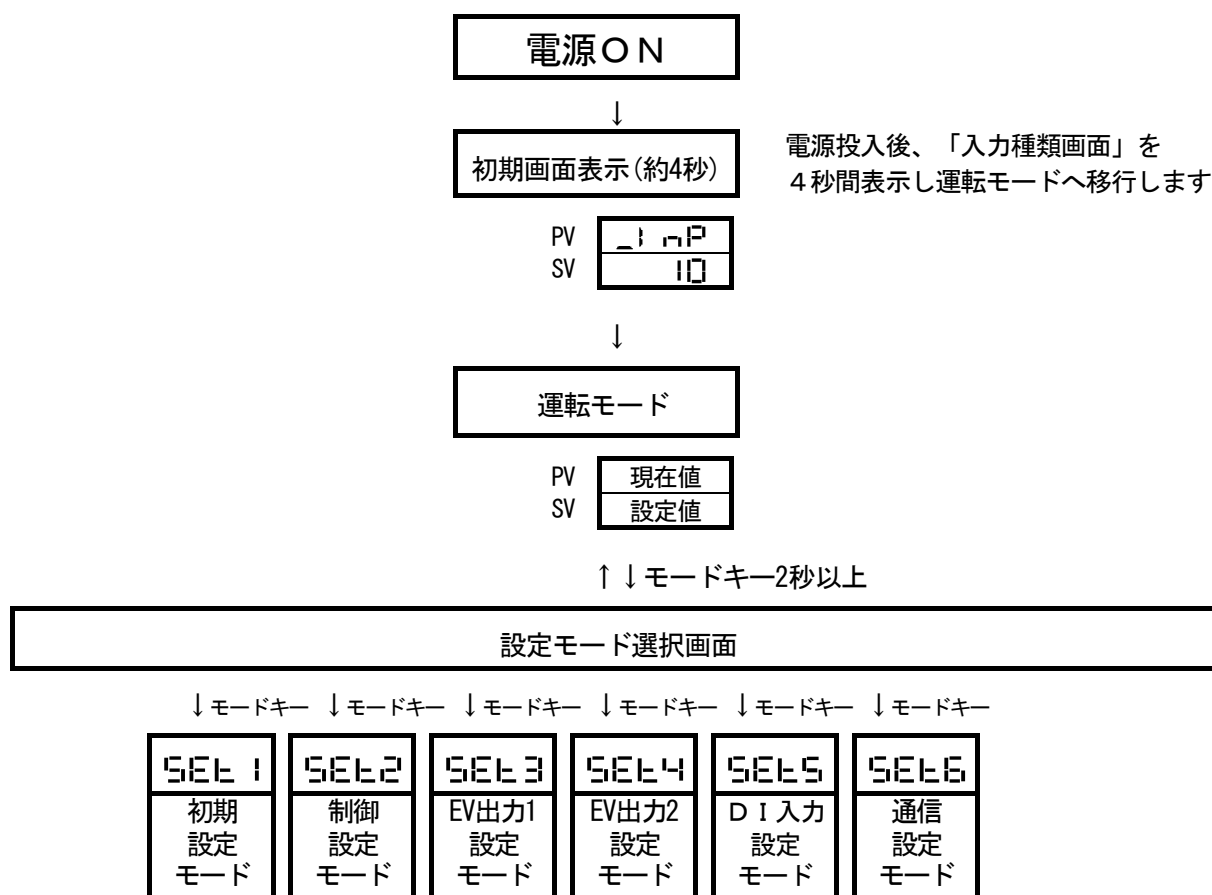 電源ON
↓
初期画面表示(約4秒)
電源投入後、「入力種類画面」を
4秒間表示し運転モードへ移行します
PV _InP
SV 10
↓
運転モード
PV 現在値
SV 設定値
↑↓モードキー2秒以上
設定モード選択画面
↓モードキー ↓モードキー ↓モードキー ↓モードキー ↓モードキー ↓モードキー
SEt1 SEt2 SEt3 SEt4 SEt5 SEt6
初期 制御 EV出力1 EV出力2 DI入力 通信
設定 設定 設定 設定 設定 設定
モード モード モード モード モード モード